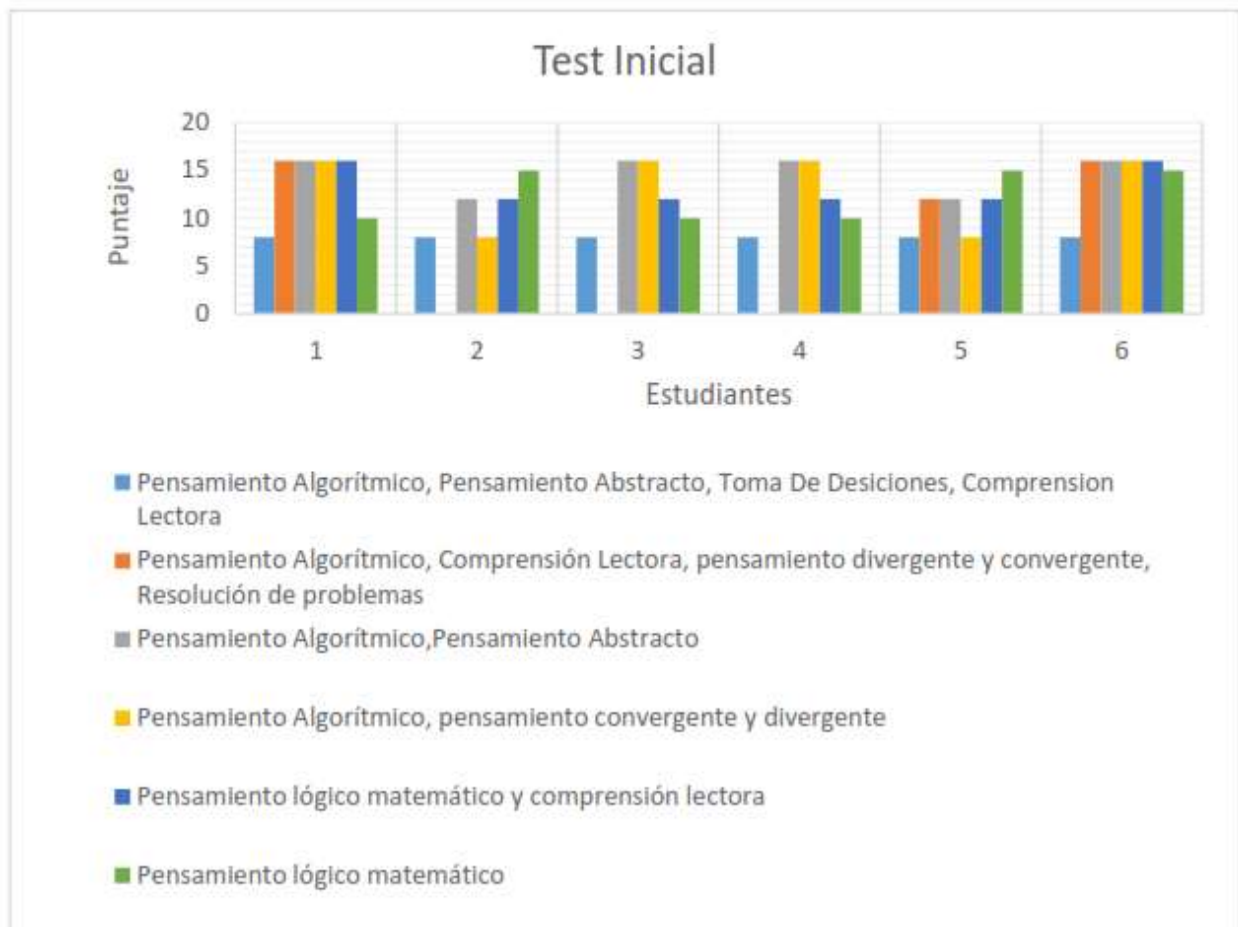 Test Inicial
20
15
10
5
0
Puntaje
1 2 3 4 5 6
Estudiantes
Pensamiento Algorítmico, Pensamiento Abstracto, Toma De Desiciones, Comprension
Lectora
Pensamiento Algorítmico, Comprensión Lectora, pensamiento divergente y convergente,
Resolución de problemas
Pensamiento Algorítmico,Pensamiento Abstracto
Pensamiento Algorítmico, pensamiento convergente y divergente
Pensamiento lógico matemático y comprensión lectora
Pensamiento lógico matemático